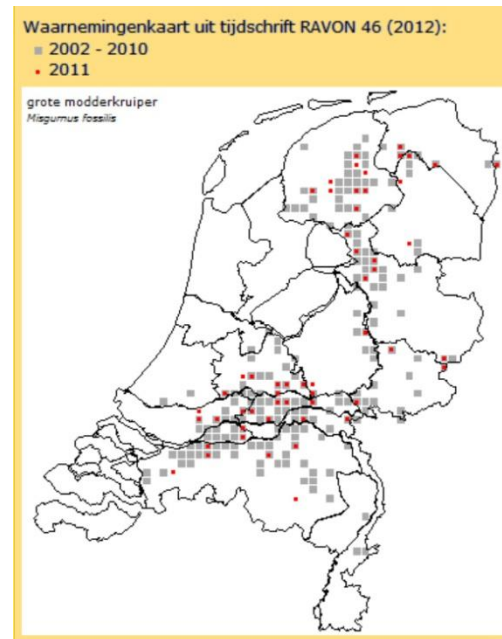 Waarnemingenkaart uit tijdschrift RAVON 46 (2012):
2002 - 2010
2011
grote modderkruiper
Misgurnus fossilis